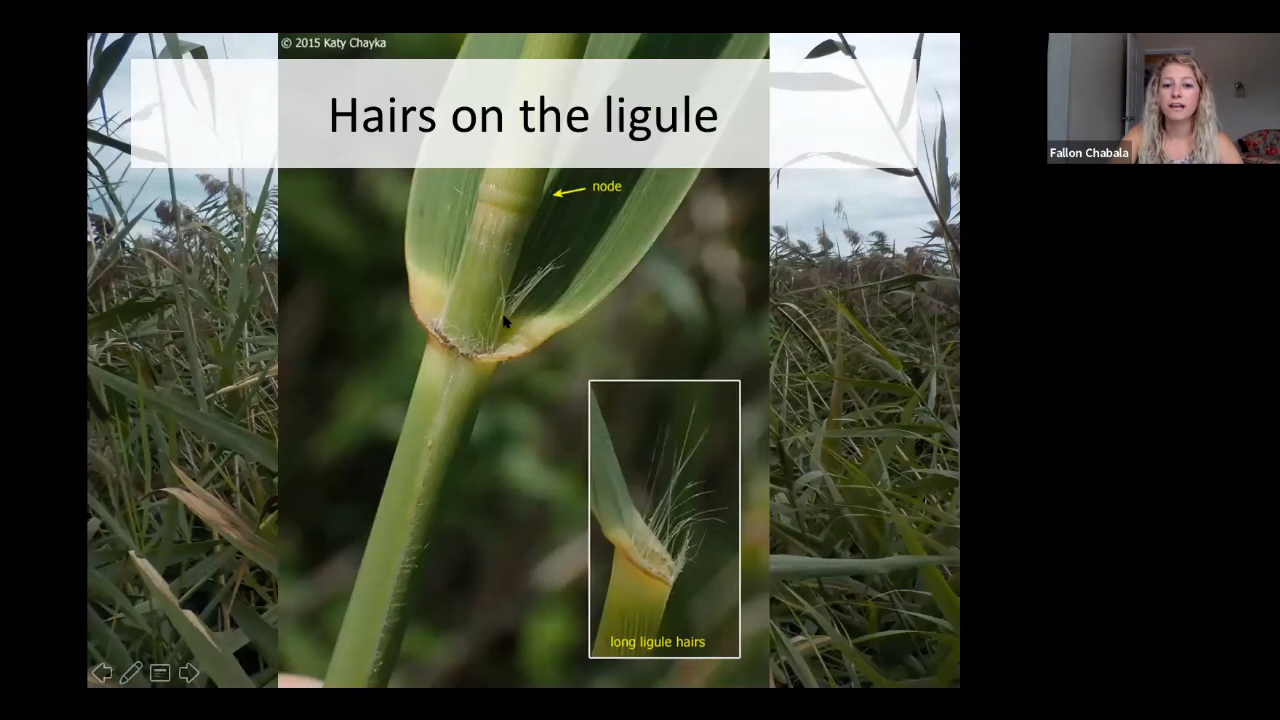 © 2015 Katy Chayka
Hairs on the ligule
node
long ligule hairs
Fallon Chabala